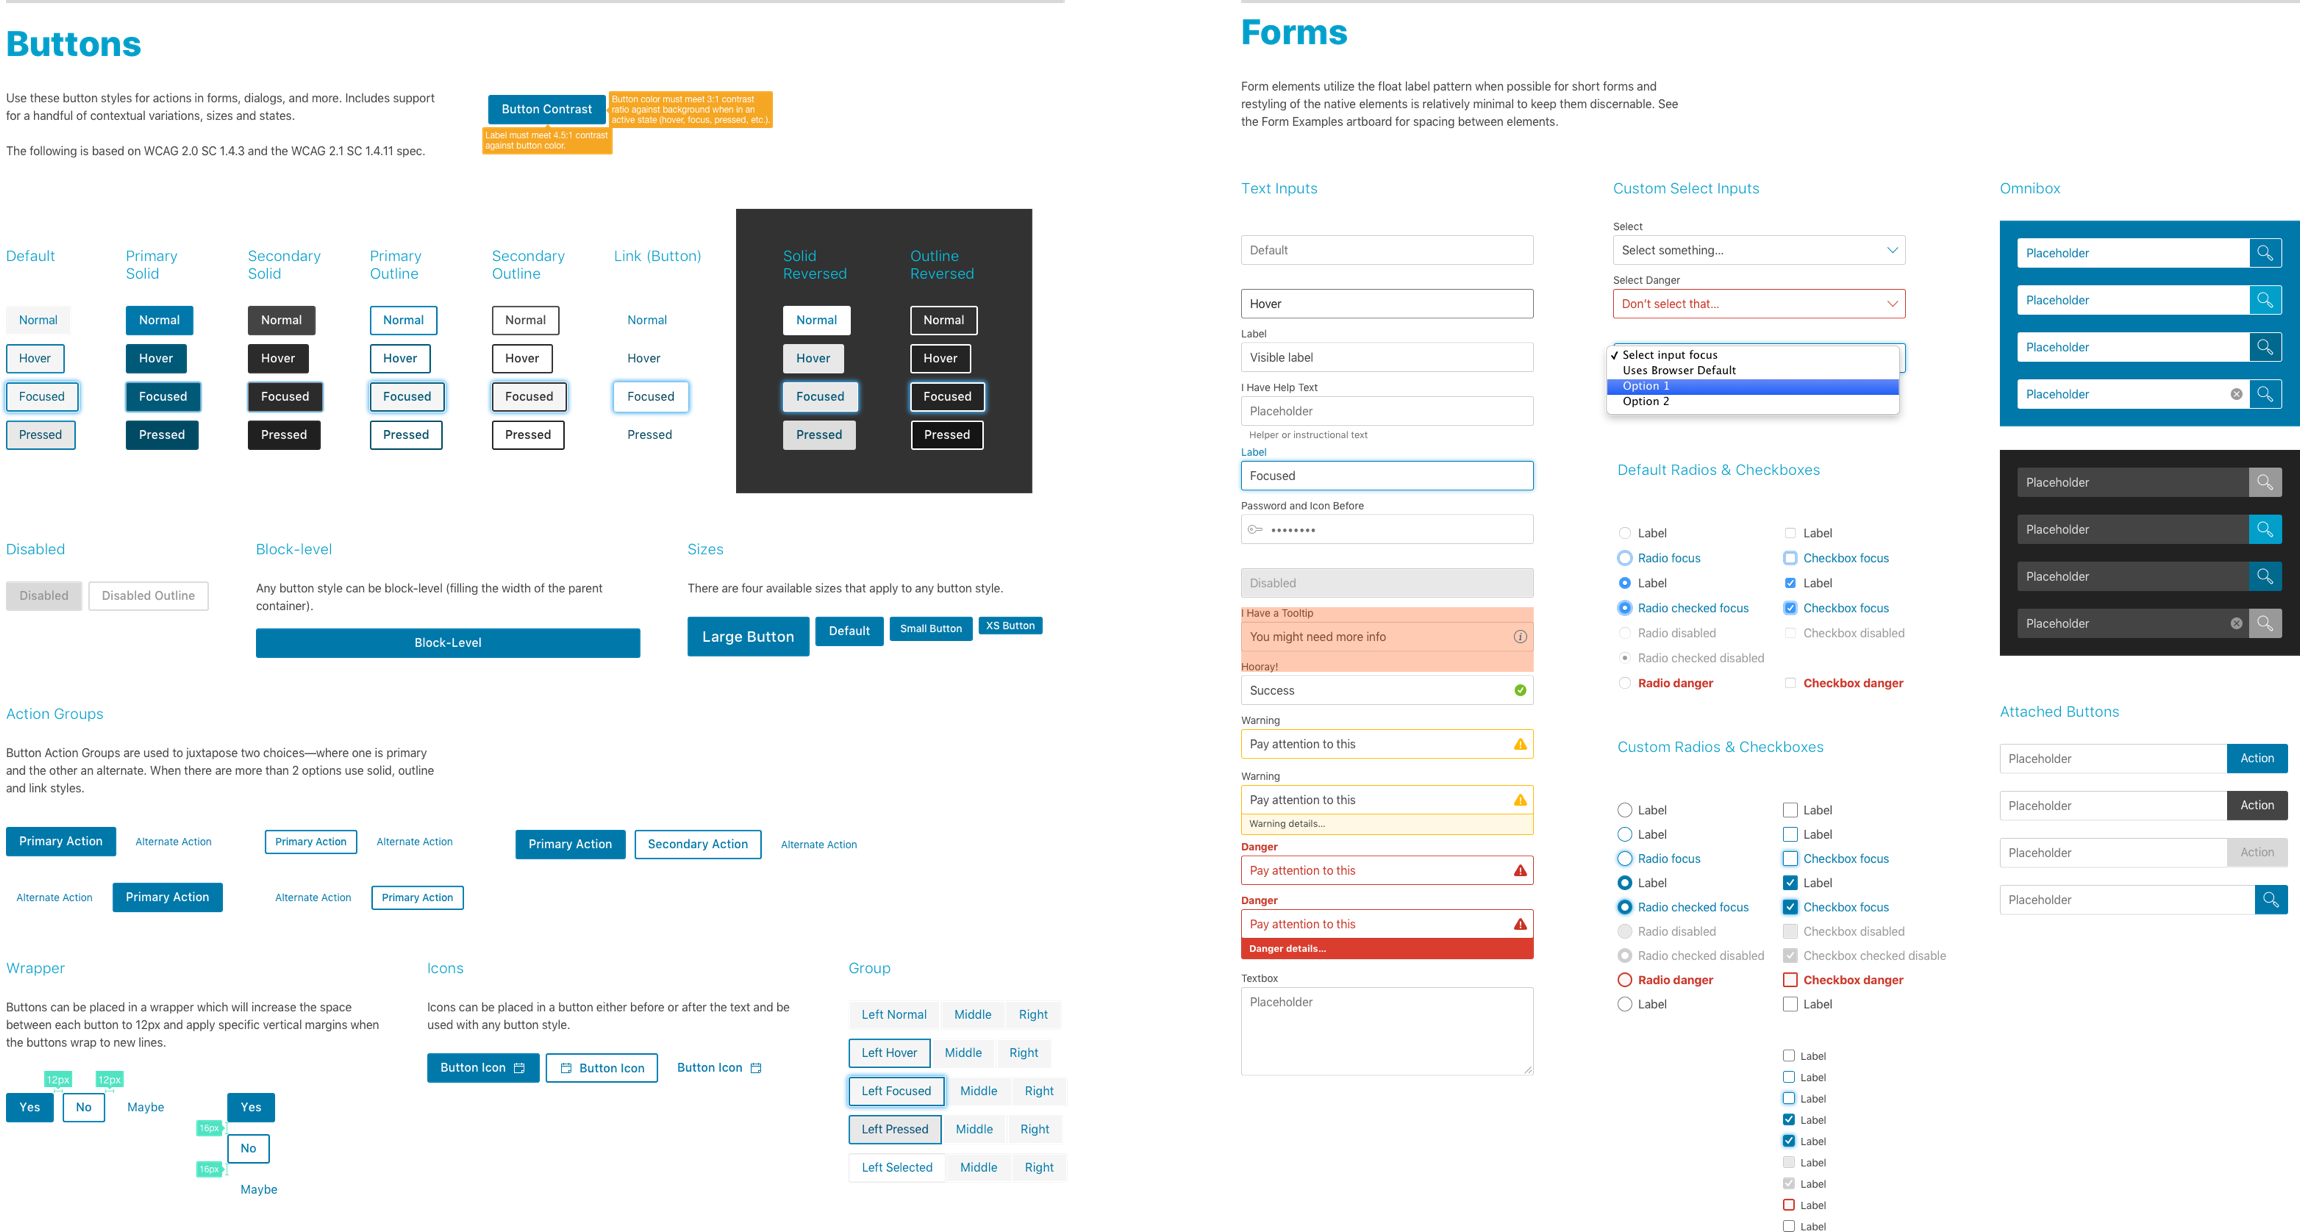 Buttons
Use these button styles for actions in forms, dialogs, and more. Includes support
for a handful of contextual variations, sizes and states.
The following is based on WCAG 2.0 SC 1.4.3 and the WCAG 2.1 SC 1.4.11 spec.
Button Contrast
Button color must meet 3:1 contrast
ratio against background when in an
active state (hover, focus, pressed, etc.).
Label must meet 4.5:1 contrast
against button color.
Default
Normal
Hover
Focused
Pressed
Primary
Solid
Normal
Hover
Focused
Pressed
Secondary
Solid
Normal
Hover
Focused
Pressed
Primary
Outline
Normal
Hover
Focused
Pressed
Secondary
Outline
Normal
Hover
Focused
Pressed
Link (Button)
Normal
Hover
Focused
Pressed
Solid
Reversed
Normal
Hover
Focused
Pressed
Outline
Reversed
Normal
Hover
Focused
Pressed
Disabled
Disabled
Disabled Outline
Block-level
Any button style can be block-level (filling the width of the parent
container).
Block-Level
Sizes
There are four available sizes that apply to any button style.
Large Button
Default
Small Button
XS Button
Action Groups
Button Action Groups are used to juxtapose two choices—where one is primary
and the other an alternate. When there are more than 2 options use solid, outline
and link styles.
Primary Action
Alternate Action
Primary Action
Alternate Action
Primary Action
Secondary Action
Alternate Action
Alternate Action
Primary Action
Alternate Action
Primary Action
Wrapper
Buttons can be placed in a wrapper which will increase the space
between each button to 12px and apply specific vertical margins when
the buttons wrap to new lines.
12px
12px
Yes
No
Maybe
Yes
16px
No
16px
Maybe
Icons
Icons can be placed in a button either before or after the text and be
used with any button style.
Button Icon
Button Icon
Button Icon
Group
Left Normal
Middle
Right
Left Hover
Middle
Right
Left Focused
Middle
Right
Left Pressed
Middle
Right
Left Selected
Middle
Right
Forms
Form elements utilize the float label pattern when possible for short forms and
restyling of the native elements is relatively minimal to keep them discernable. See
the Form Examples artboard for spacing between elements.
Text Inputs
Default
Hover
Label
Visible label
I Have Help Text
Placeholder
Helper or instructional text
Label
Focused
Password and Icon Before
Disabled
I Have a Tooltip
You might need more info
Hooray!
Success
Warning
Pay attention to this
Warning
Pay attention to this
Warning details...
Danger
Pay attention to this
Danger
Pay attention to this
Danger details...
Textbox
Placeholder
Custom Select Inputs
Select
Select something...
Select Danger
Don't select that...
Select input focus
Uses Browser Default
Option 1
Option 2
Default Radios & Checkboxes
Label
Radio focus
Label
Radio checked focus
Radio disabled
Radio checked disabled
Radio danger
Label
Checkbox focus
Label
Checkbox focus
Checkbox disabled
Checkbox danger
Custom Radios & Checkboxes
Label
Label
Radio focus
Label
Radio checked focus
Radio disabled
Radio checked disabled
Radio danger
Label
Label
Label
Checkbox focus
Label
Checkbox focus
Checkbox disabled
Checkbox checked disable
Checkbox danger
Label
Label
Label
Label
Label
Label
Label
Label
Label
Label
Omnibox
Placeholder
Placeholder
Placeholder
Placeholder
Placeholder
Placeholder
Placeholder
Placeholder
Attached Buttons
Placeholder
Action
Placeholder
Action
Placeholder
Action
Placeholder